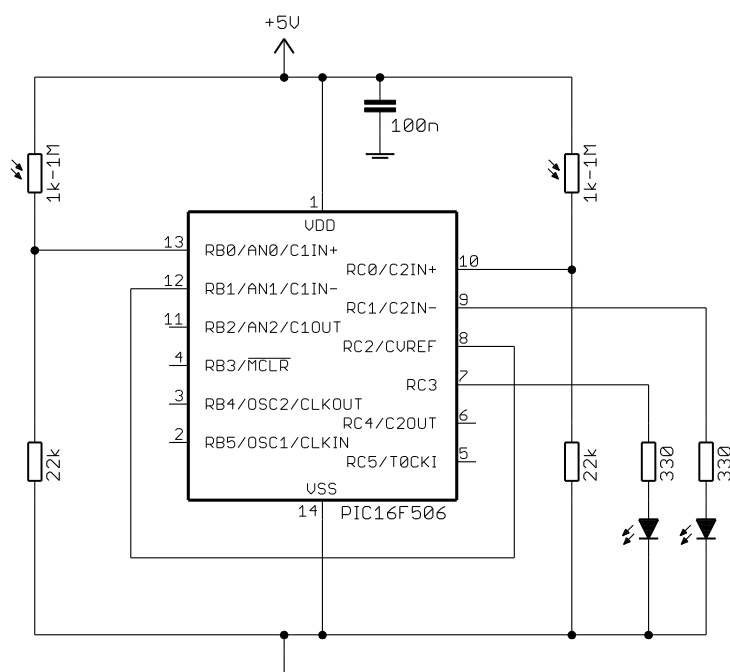 +5V
100n
1k-1M
1k-1M
1
VDD
13
RB0/AN0/C1IN+
RC0/C2IN+
10
12
RB1/AN1/C1IN-
RC1/C2IN-
9
11
RB2/AN2/C1OUT
RC2/CVREF
8
4
RB3/MCLR
RC3
7
3
RB4/OSC2/CLKOUT
RC4/C2OUT
6
2
RB5/OSC1/CLKIN
RC5/T0CKI
5
22k
22k
330
330
VSS
14
PIC16F506